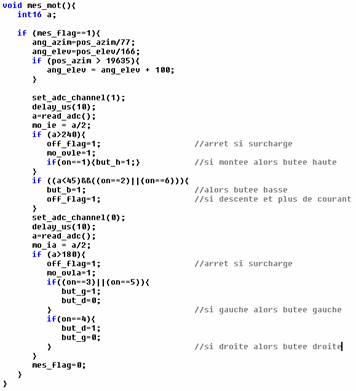 void mes_mot(){
int16 a;
if (mes_flag==1){
ang_azim=pos_azim/77;
ang_elev=pos_elev/166;
if (pos_azim > 19635){
ang_elev = ang_elev + 100;
}
set_adc_channel(1);
delay_us(10);
a=read_adc();
mo_ie = a/2;
if (a>240){
off_flag=1; //arret si surcharge
mo_ovle=1;
if(on==1){but_h=1;} //si montee alors butee haute
}
if ((a<45)&&((on==2)||(on==6))){
but_b=1; //alors butee basse
off_flag=1; //si descente et plus de courant
}
set_adc_channel(0);
delay_us(10);
a=read_adc();
mo_ia = a/2;
if (a>180){
off_flag=1; //arret si surcharge
mo_ovla=1;
if((on==3)||(on==5)){
but_g=1;
but_d=0;
} //si gauche alors butee gauche
if(on==4){
but_d=1;
but_g=0;
} //si droite alors butee droite
}
mes_flag=0;
}
}